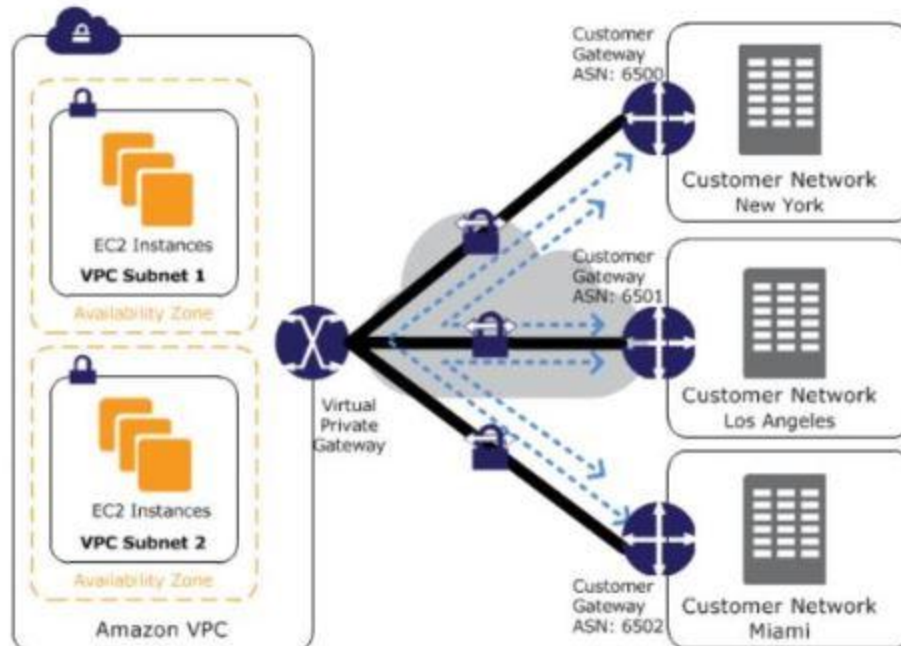 EC2 Instances
VPC Subnet 1
Availability Zone
EC2 Instances
VPC Subnet 2
Availability Zone
Amazon VPC
Virtual
Private
Gateway
Customer
Gateway
ASN: 6500
Customer Network
New York
Customer
Gateway
ASN: 6501
Customer Network
Los Angeles
Customer
Gateway
ASN: 6502
Customer Network
Miami